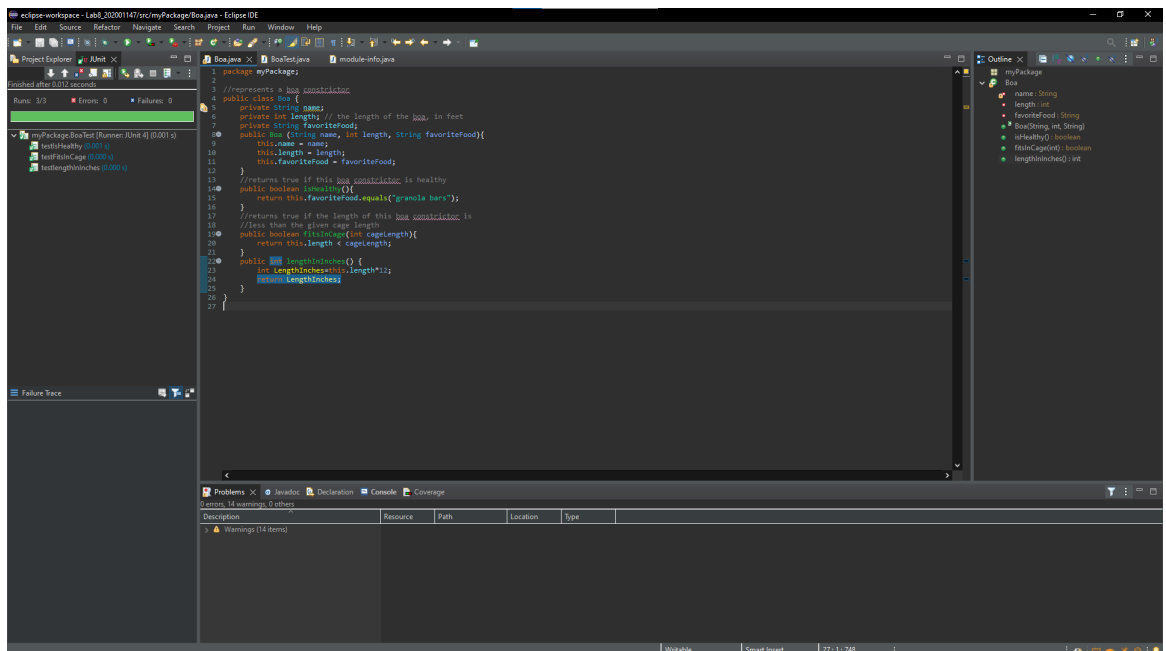 eclipse-workspace - Lab8_202001147/src/myPackage/Boa.java - Eclipse IDE
File Edit Source Refactor Navigate Search Project Run Window Help
Project Explorer JUnit
Finished after 0.012 seconds
Runs: 3/3 Errors: 0 Failures: 0
myPackage.BoaTest [Runner: JUnit 4] (0.001 s)
testIsHealthy (0.001 s)
testFitsInCage (0.000 s)
testlengthinInches (0.000 s)
Failure Trace
Boa.java BoaTest.java module-info.java
1 package myPackage;
2
3 //represents a boa constrictor
4 public class Boa {
5 private String name;
6 private int length; // the length of the boa, in feet
7 private String favoriteFood;
8 public Boa (String name, int length, String favoriteFood){
9 this.name = name;
10 this.length = length;
11 this.favoriteFood = favoriteFood;
12 }
13 //returns true if this boa constrictor is healthy
14 public boolean isHealthy(){
15 return this.favoriteFood.equals("granola bars");
16 }
17 //returns true if the length of this boa constrictor is
18 //less than the given cage length
19 public boolean fitsInCage(int cageLength){
20 return this.length < cageLength;
21 }
22 public int lengthInInches() {
23 int LengthInches=this.length*12;
24 return LengthInches;
25 }
26 }
27
Outline
myPackage
Boa
name : String
length : int
favoriteFood : String
Boa(String, int, String)
isHealthy() : boolean
fitsInCage(int) : boolean
lengthInInches() : int
Problems Javadoc Declaration Console Coverage
0 errors, 14 warnings, 0 others
Description Resource Path Location Type
Warnings (14 items)
Writable Smart Insert 27 : 1 : 748